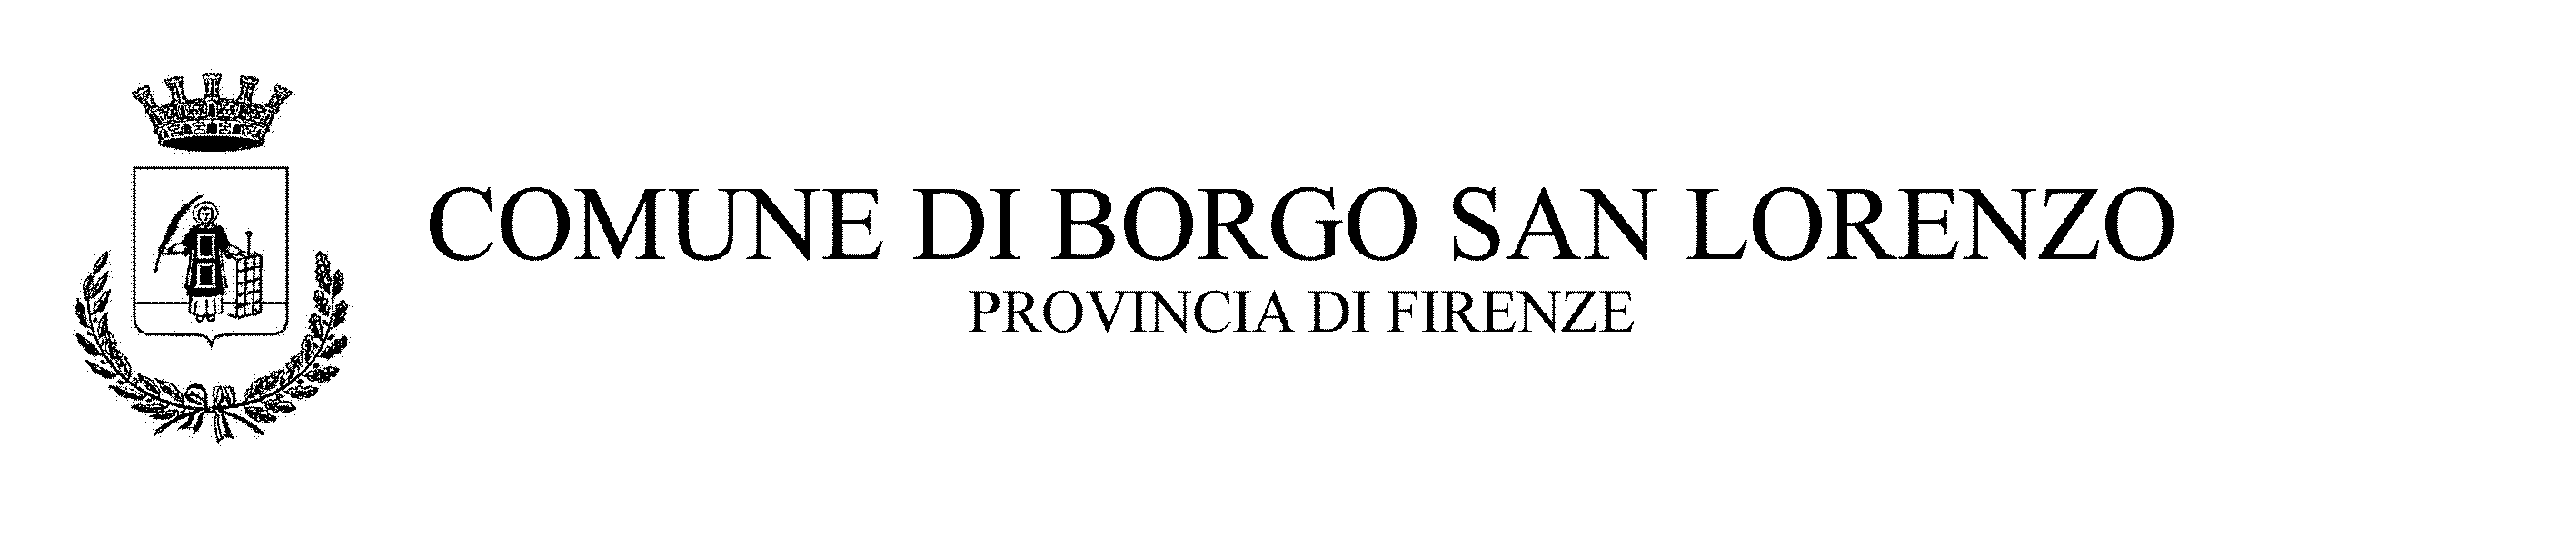 COMUNE DI BORGO SAN LORENZO
PROVINCIA DI FIRENZE